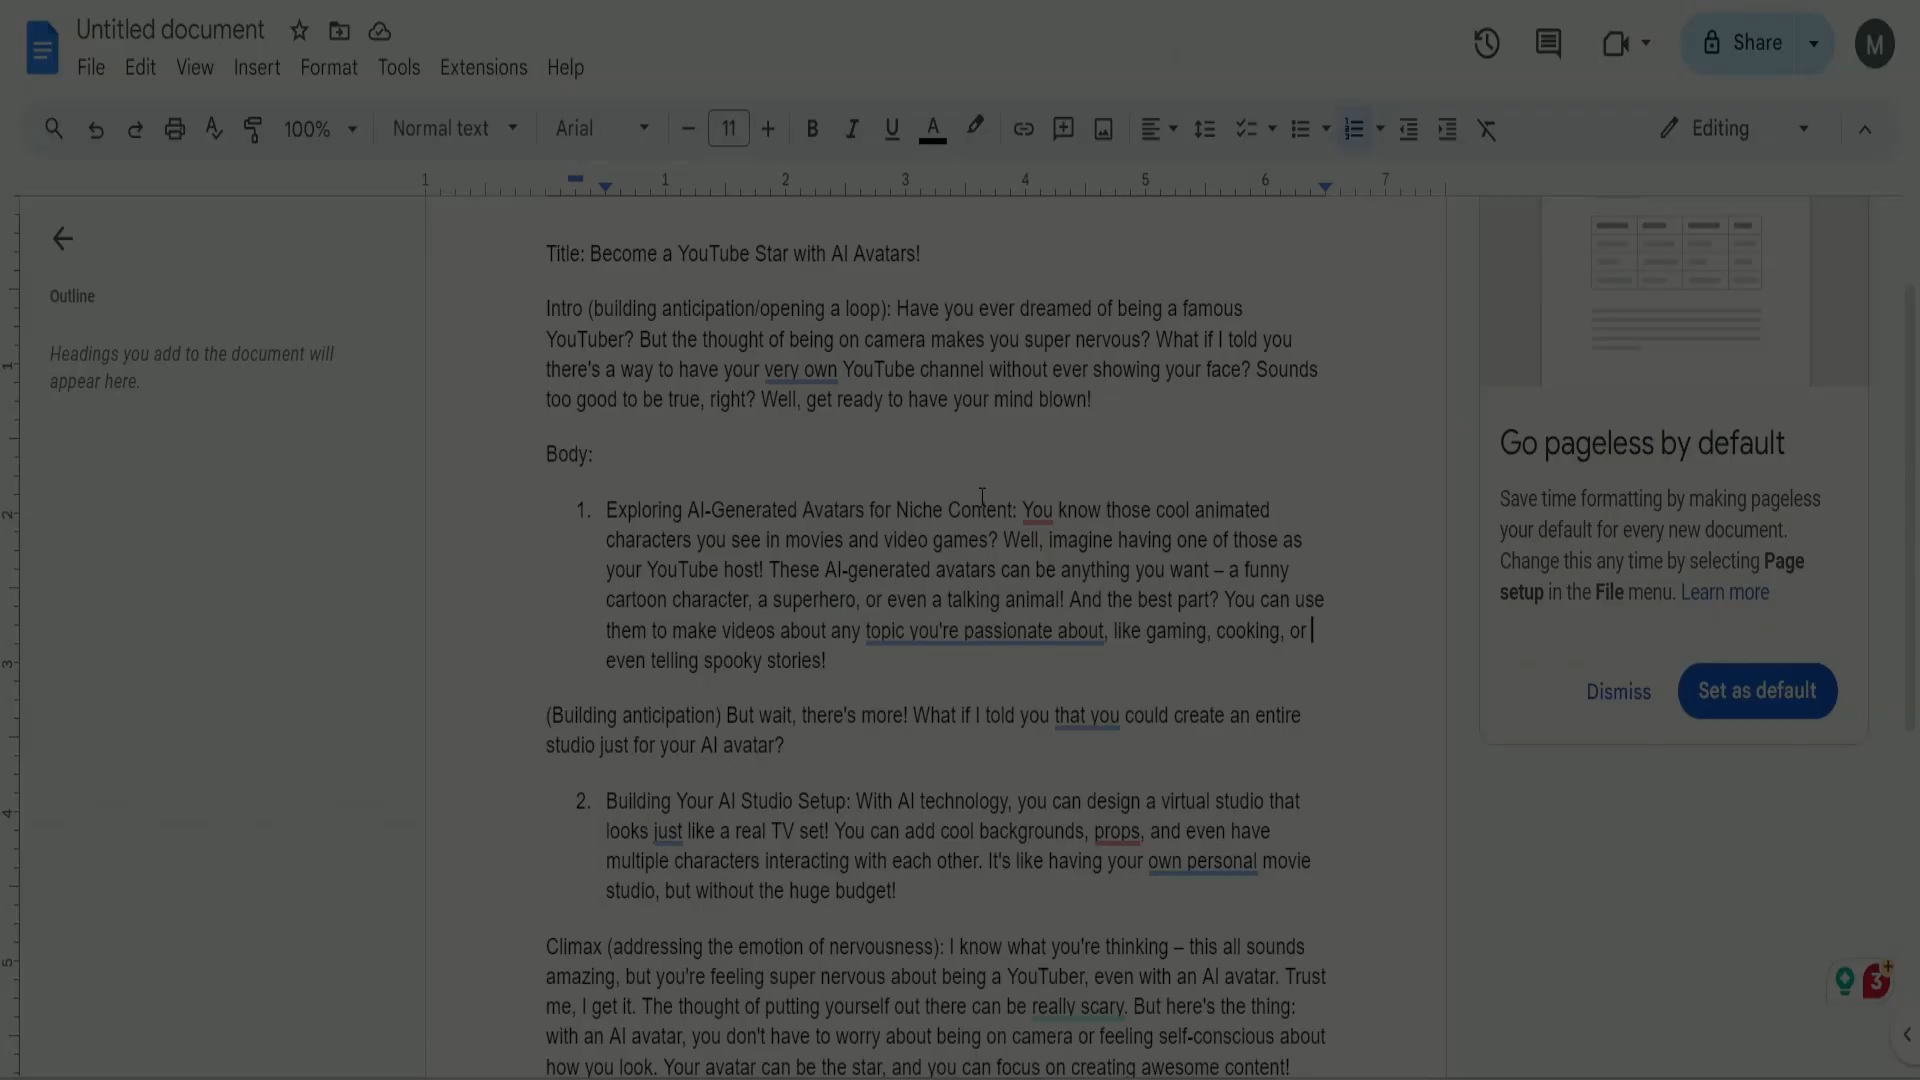 Untitled document
File Edit View Insert Format Tools Extensions Help
Share
M
100% Normal text Arial 11 B I U A Editing
1 1 2 3 4 5 6 7
Outline
Headings you add to the document will
appear here.
Title: Become a YouTube Star with AI Avatars!
Intro (building anticipation/opening a loop): Have you ever dreamed of being a famous
YouTuber? But the thought of being on camera makes you super nervous? What if I told you
there's a way to have your very own YouTube channel without ever showing your face? Sounds
too good to be true, right? Well, get ready to have your mind blown!
Body:
1. Exploring AI-Generated Avatars for Niche Content: You know those cool animated
characters you see in movies and video games? Well, imagine having one of those as
your YouTube host! These AI-generated avatars can be anything you want – a funny
cartoon character, a superhero, or even a talking animal! And the best part? You can use
them to make videos about any topic you're passionate about, like gaming, cooking, or
even telling spooky stories!
(Building anticipation) But wait, there's more! What if I told you that you could create an entire
studio just for your AI avatar?
2. Building Your AI Studio Setup: With AI technology, you can design a virtual studio that
looks just like a real TV set! You can add cool backgrounds, props, and even have
multiple characters interacting with each other. It's like having your own personal movie
studio, but without the huge budget!
Climax (addressing the emotion of nervousness): I know what you're thinking – this all sounds
amazing, but you're feeling super nervous about being a YouTuber, even with an AI avatar. Trust
me, I get it. The thought of putting yourself out there can be really scary. But here's the thing:
with an AI avatar, you don't have to worry about being on camera or feeling self-conscious about
how you look. Your avatar can be the star, and you can focus on creating awesome content!
Go pageless by default
Save time formatting by making pageless
your default for every new document.
Change this any time by selecting Page
setup in the File menu. Learn more
Dismiss Set as default
3
1
2
3
4
5